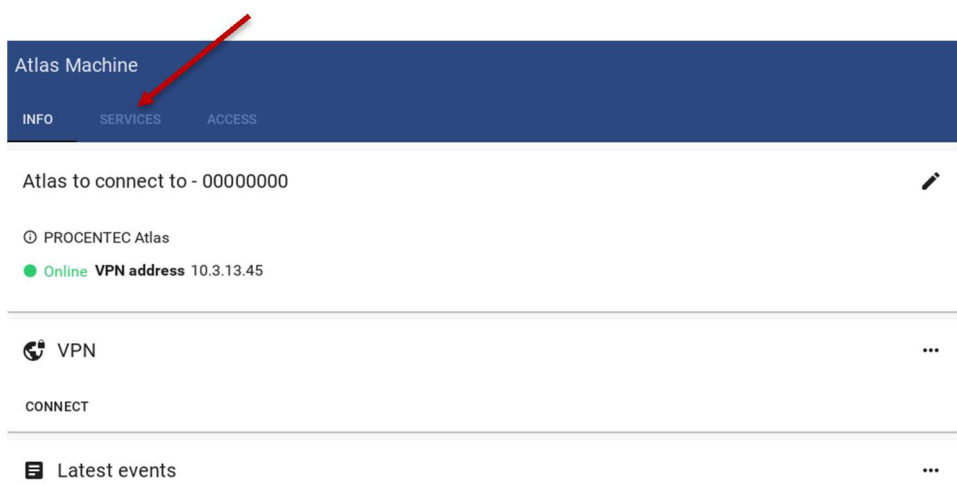 Atlas Machine
INFO SERVICES ACCESS
Atlas to connect to - 00000000
PROCENTEC Atlas
Online VPN address 10.3.13.45
VPN
CONNECT
Latest events